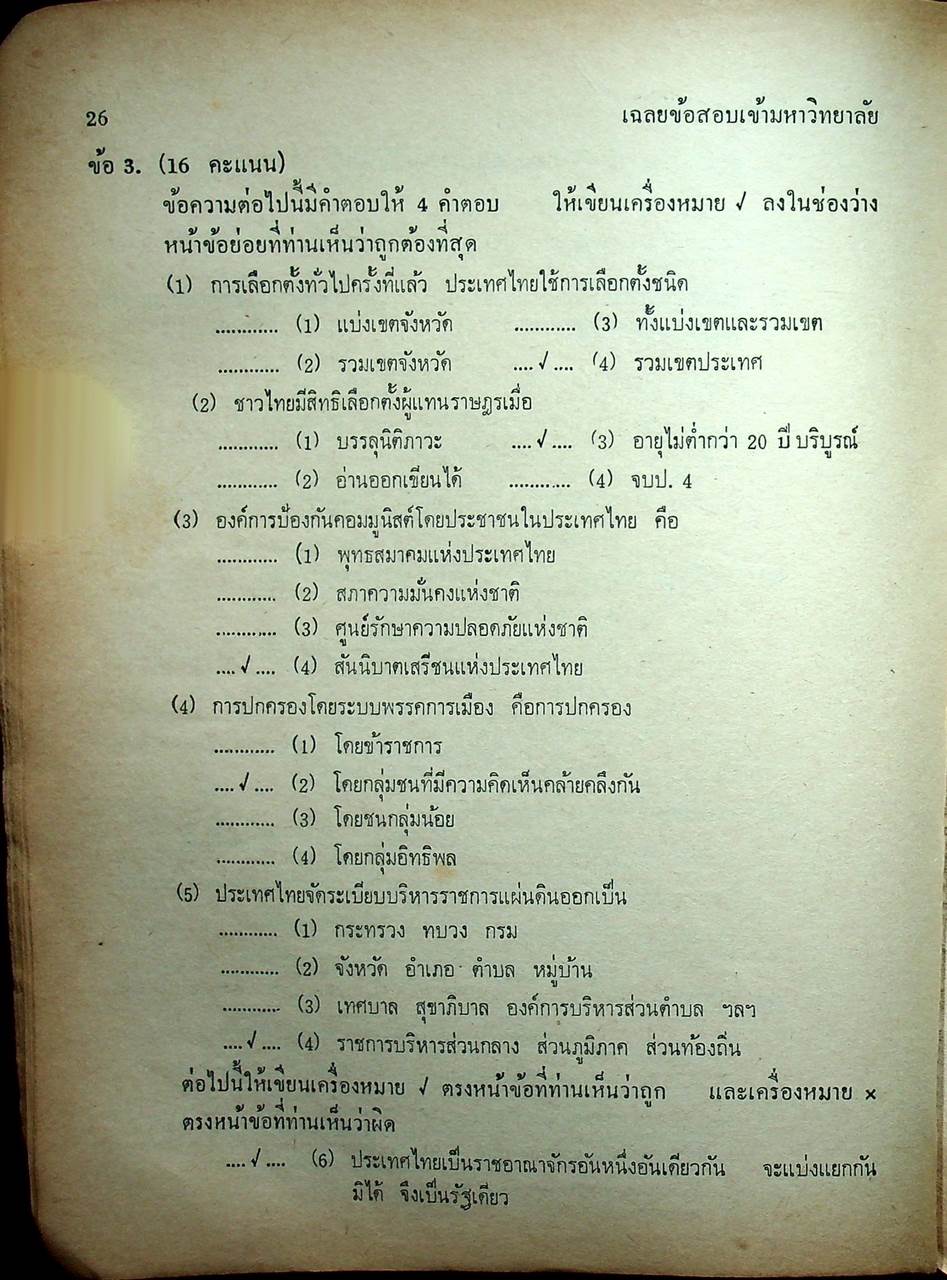 26 เฉลยข้อสอบเข้ามหาวิทยาลัย
ข้อ 3. (16 คะแนน)
ข้อความต่อไปนี้มีคำตอบให้ 4 คำตอบ ให้เขียนเครื่องหมาย √ ลงในช่องว่าง
หน้าข้อย่อยที่ท่านเห็นว่าถูกต้องที่สุด
(1) การเลือกตั้งทั่วไปครั้งที่แล้ว ประเทศไทยใช้การเลือกตั้งชนิด
............ (1) แบ่งเขตจังหวัด ............ (3) ทั้งแบ่งเขตและรวมเขต
............ (2) รวมเขตจังหวัด ....√.... (4) รวมเขตประเทศ
(2) ชาวไทยมีสิทธิเลือกตั้งผู้แทนราษฎรเมื่อ
............ (1) บรรลุนิติภาวะ ....√.... (3) อายุไม่ต่ำกว่า 20 ปีบริบูรณ์
............ (2) อ่านออกเขียนได้ ............ (4) จบป. 4
(3) องค์การป้องกันคอมมูนิสต์โดยประชาชนในประเทศไทย คือ
............ (1) พุทธสมาคมแห่งประเทศไทย
............ (2) สภาความมั่นคงแห่งชาติ
............ (3) ศูนย์รักษาความปลอดภัยแห่งชาติ
....√.... (4) สันนิบาตเสรีชนแห่งประเทศไทย
(4) การปกครองโดยระบบพรรคการเมือง คือการปกครอง
............ (1) โดยข้าราชการ
....√.... (2) โดยกลุ่มชนที่มีความคิดเห็นคล้ายคลึงกัน
............ (3) โดยชนกลุ่มน้อย
............ (4) โดยกลุ่มอิทธิพล
(5) ประเทศไทยจัดระเบียบบริหารราชการแผ่นดินออกเป็น
............ (1) กระทรวง ทบวง กรม
............ (2) จังหวัด อำเภอ ตำบล หมู่บ้าน
............ (3) เทศบาล สุขาภิบาล องค์การบริหารส่วนตำบล ฯลฯ
....√.... (4) ราชการบริหารส่วนกลาง ส่วนภูมิภาค ส่วนท้องถิ่น
ต่อไปนี้ให้เขียนเครื่องหมาย √ ตรงหน้าข้อที่ท่านเห็นว่าถูก และเครื่องหมาย ×
ตรงหน้าข้อที่ท่านเห็นว่าผิด
....√.... (6) ประเทศไทยเป็นราชอาณาจักรอันหนึ่งอันเดียวกัน จะแบ่งแยกกัน
มิได้ จึงเป็นรัฐเดียว